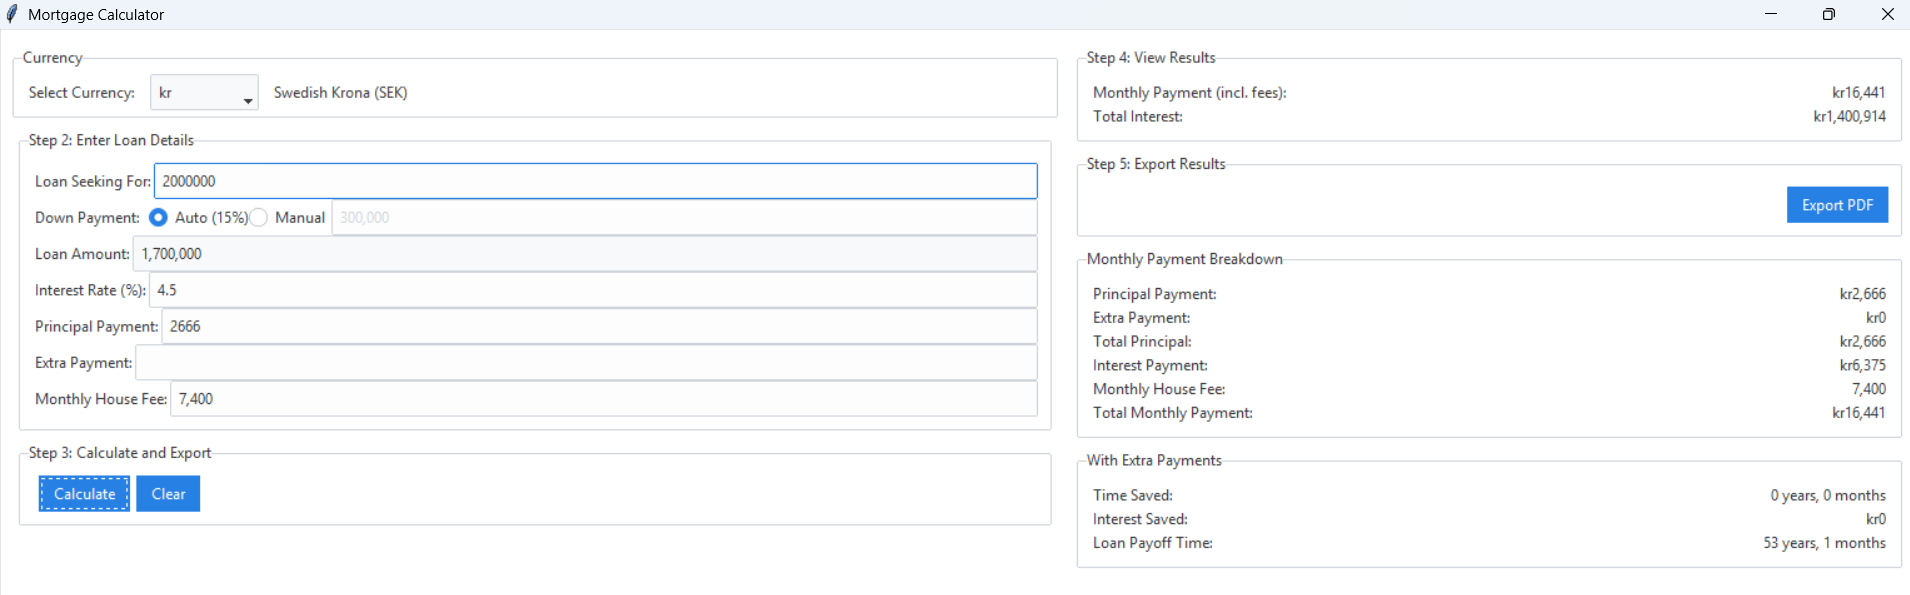 Mortgage Calculator
Currency
Select Currency: kr Swedish Krona (SEK)
Step 2: Enter Loan Details
Loan Seeking For: 2000000
Down Payment: Auto (15%) Manual 300,000
Loan Amount: 1,700,000
Interest Rate (%): 4.5
Principal Payment: 2666
Extra Payment:
Monthly House Fee: 7,400
Step 3: Calculate and Export
Calculate Clear
Step 4: View Results
Monthly Payment (incl. fees): kr16,441
Total Interest: kr1,400,914
Step 5: Export Results
Export PDF
Monthly Payment Breakdown
Principal Payment: kr2,666
Extra Payment: kr0
Total Principal: kr2,666
Interest Payment: kr6,375
Monthly House Fee: 7,400
Total Monthly Payment: kr16,441
With Extra Payments
Time Saved: 0 years, 0 months
Interest Saved: kr0
Loan Payoff Time: 53 years, 1 months